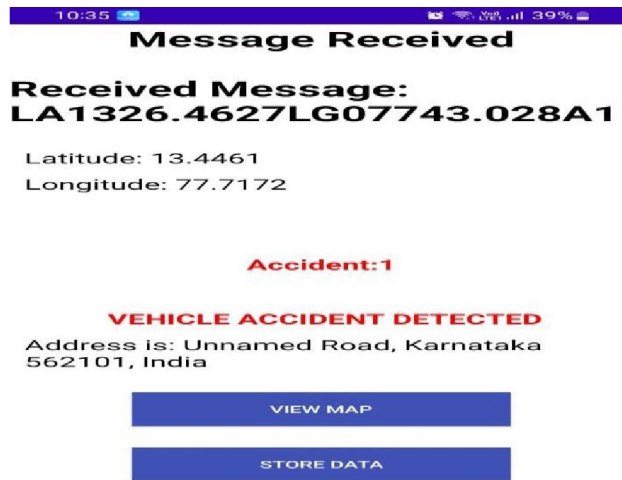 10:35 39%
Message Received
Received Message:
LA1326.4627LG07743.028A1
Latitude: 13.4461
Longitude: 77.7172
Accident:1
VEHICLE ACCIDENT DETECTED
Address is: Unnamed Road, Karnataka
562101, India
VIEW MAP
STORE DATA